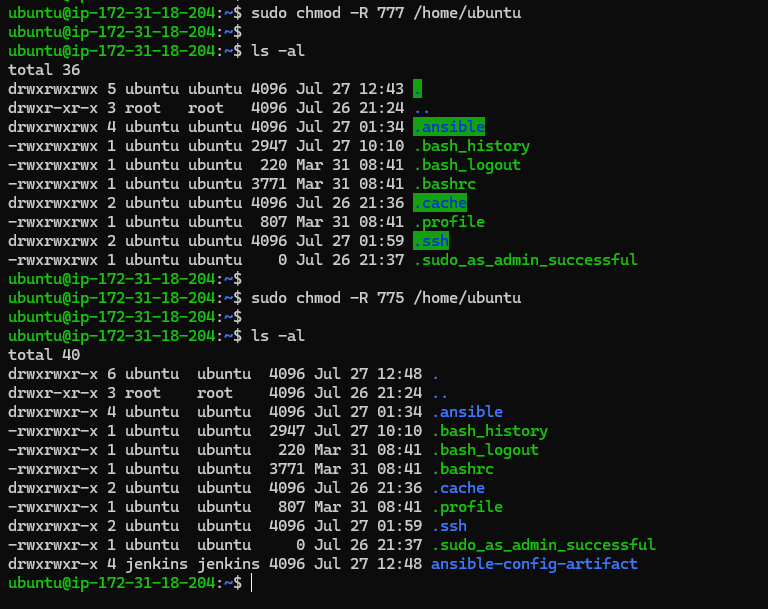 ubuntu@ip-172-31-18-204:~$ sudo chmod -R 777 /home/ubuntu
ubuntu@ip-172-31-18-204:~$
ubuntu@ip-172-31-18-204:~$ ls -al
total 36
drwxrwxrwx 5 ubuntu ubuntu 4096 Jul 27 12:43 .
drwxr-xr-x 3 root   root   4096 Jul 26 21:24 ..
drwxrwxrwx 4 ubuntu ubuntu 4096 Jul 27 01:34 .ansible
-rwxrwxrwx 1 ubuntu ubuntu 2947 Jul 27 10:10 .bash_history
-rwxrwxrwx 1 ubuntu ubuntu  220 Mar 31 08:41 .bash_logout
-rwxrwxrwx 1 ubuntu ubuntu 3771 Mar 31 08:41 .bashrc
drwxrwxrwx 2 ubuntu ubuntu 4096 Jul 26 21:36 .cache
-rwxrwxrwx 1 ubuntu ubuntu  807 Mar 31 08:41 .profile
drwxrwxrwx 2 ubuntu ubuntu 4096 Jul 27 01:59 .ssh
-rwxrwxrwx 1 ubuntu ubuntu    0 Jul 26 21:37 .sudo_as_admin_successful
ubuntu@ip-172-31-18-204:~$
ubuntu@ip-172-31-18-204:~$ sudo chmod -R 775 /home/ubuntu
ubuntu@ip-172-31-18-204:~$
ubuntu@ip-172-31-18-204:~$ ls -al
total 40
drwxrwxr-x 6 ubuntu  ubuntu  4096 Jul 27 12:48 .
drwxr-xr-x 3 root    root    4096 Jul 26 21:24 ..
drwxrwxr-x 4 ubuntu  ubuntu  4096 Jul 27 01:34 .ansible
-rwxrwxr-x 1 ubuntu  ubuntu  2947 Jul 27 10:10 .bash_history
-rwxrwxr-x 1 ubuntu  ubuntu   220 Mar 31 08:41 .bash_logout
-rwxrwxr-x 1 ubuntu  ubuntu  3771 Mar 31 08:41 .bashrc
drwxrwxr-x 2 ubuntu  ubuntu  4096 Jul 26 21:36 .cache
-rwxrwxr-x 1 ubuntu  ubuntu   807 Mar 31 08:41 .profile
drwxrwxr-x 2 ubuntu  ubuntu  4096 Jul 27 01:59 .ssh
-rwxrwxr-x 1 ubuntu  ubuntu     0 Jul 26 21:37 .sudo_as_admin_successful
drwxrwxr-x 4 jenkins jenkins 4096 Jul 27 12:48 ansible-config-artifact
ubuntu@ip-172-31-18-204:~$